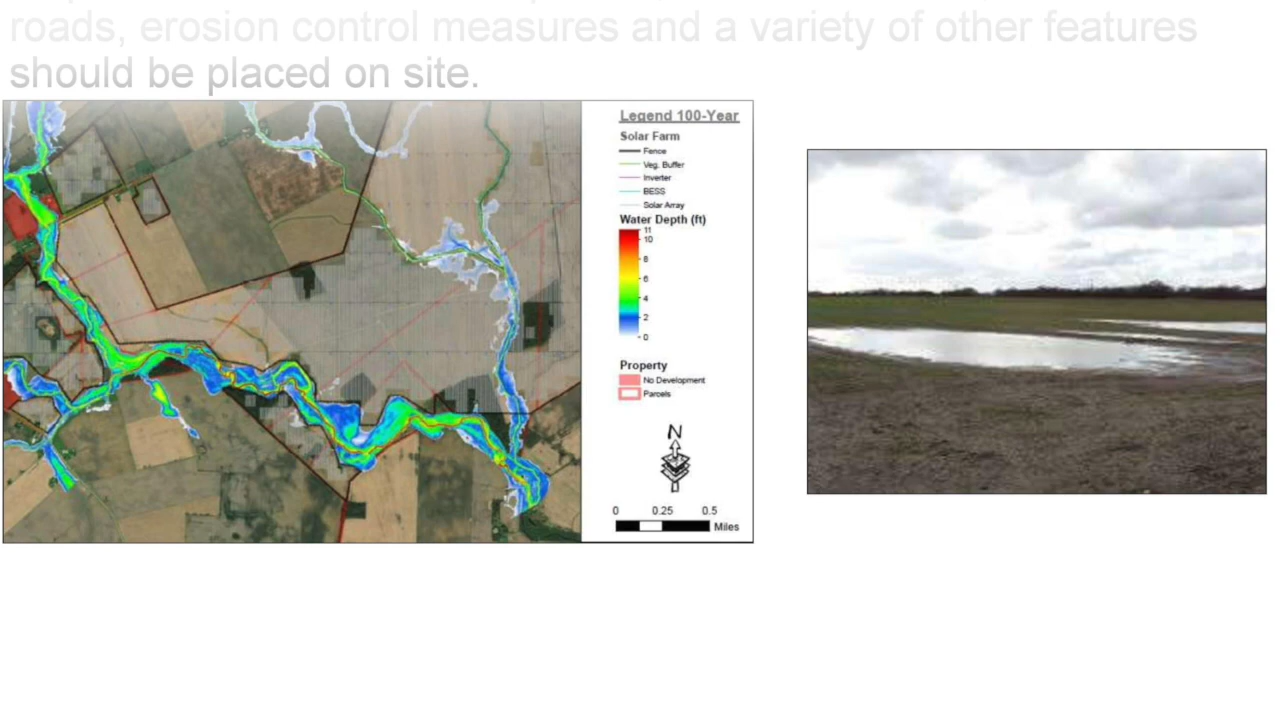 roads, erosion control measures and a variety of other features
should be placed on site.
Legend 100-Year
Solar Farm
Fence
Veg. Buffer
Inverter
BESS
Solar Array
Water Depth (ft)
11
10
8
6
4
2
0
Property
No Development
Parcels
N
0 0.25 0.5
Miles